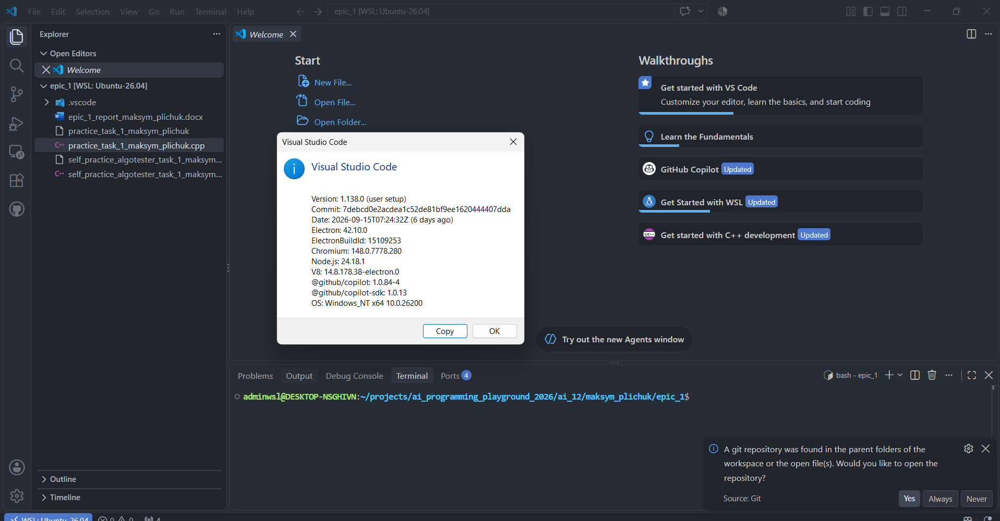 File Edit Selection View Go Run Terminal Help
epic_1 [WSL: Ubuntu-26.04]
Explorer
Open Editors
Welcome
epic_1 [WSL: Ubuntu-26.04]
.vscode
epic_1_report_maksym_plichuk.docx
practice_task_1_maksym_plichuk
practice_task_1_maksym_plichuk.cpp
self_practice_algotester_task_1_maksym...
self_practice_algotester_task_1_maksym...
Outline
Timeline
Welcome
Start
New File...
Open File...
Open Folder...
Walkthroughs
Get started with VS Code
Customize your editor, learn the basics, and start coding
Learn the Fundamentals
GitHub Copilot Updated
Get Started with WSL Updated
Get started with C++ development Updated
Visual Studio Code
Visual Studio Code
Version: 1.138.0 (user setup)
Commit: 7debcd0e2acdea1c52de81bf9ee1620444407dda
Date: 2026-09-15T07:24:32Z (6 days ago)
Electron: 42.10.0
ElectronBuildId: 15109253
Chromium: 148.0.7778.280
Node.js: 24.18.1
V8: 14.8.178.38-electron.0
@github/copilot: 1.0.84-4
@github/copilot-sdk: 1.0.13
OS: Windows_NT x64 10.0.26200
Copy OK
Try out the new Agents window
Problems Output Debug Console Terminal Ports 4
bash - epic_1
adminwsl@DESKTOP-NSGHIVN:~/projects/ai_programming_playground_2026/ai_12/maksym_plichuk/epic_1$
A git repository was found in the parent folders of the
workspace or the open file(s). Would you like to open the
repository?
Source: Git
Yes Always Never
WSL: Ubuntu-26.04 0 0 4